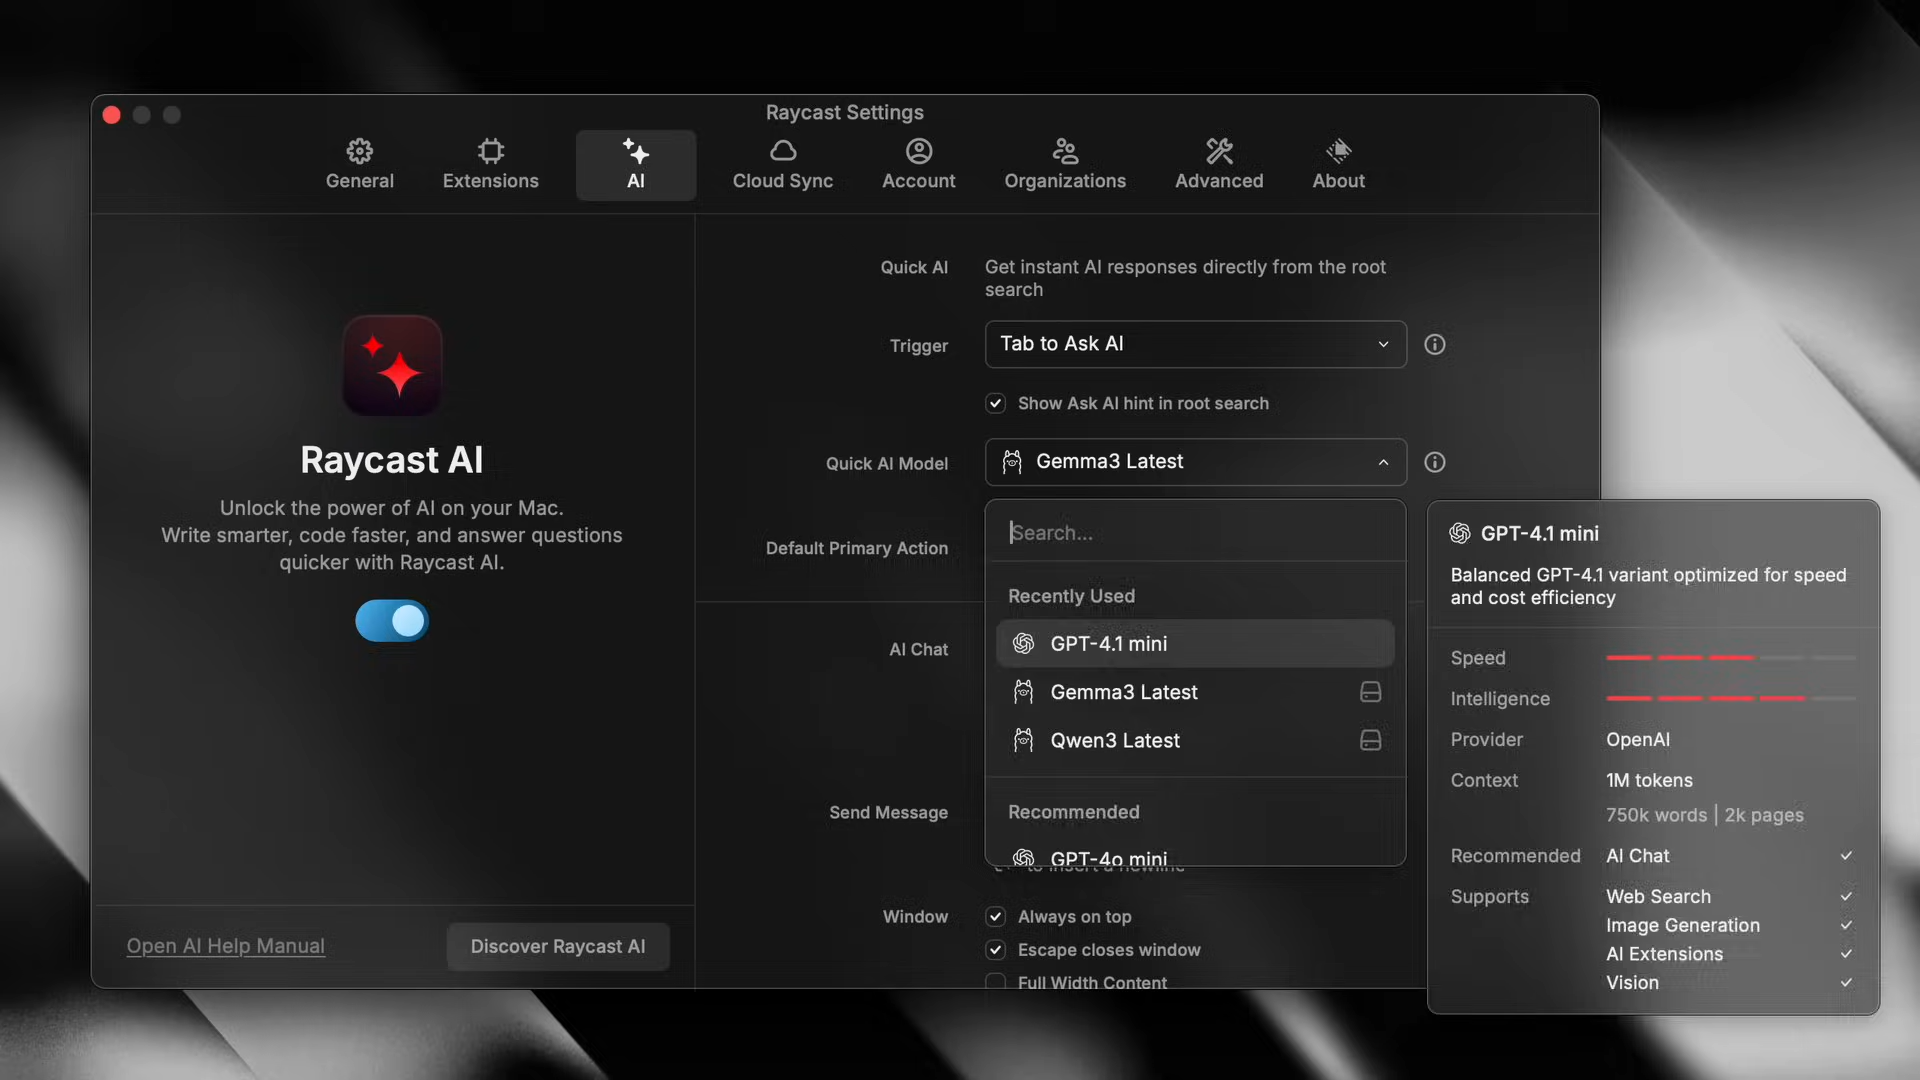 Raycast Settings
General
Extensions
AI
Cloud Sync
Account
Organizations
Advanced
About
Raycast AI
Unlock the power of AI on your Mac.
Write smarter, code faster, and answer questions
quicker with Raycast AI.
Open AI Help Manual
Discover Raycast AI
Quick AI
Get instant AI responses directly from the root
search
Trigger
Tab to Ask AI
Show Ask AI hint in root search
Quick AI Model
Gemma3 Latest
Default Primary Action
Search...
Recently Used
GPT-4.1 mini
Gemma3 Latest
Qwen3 Latest
Recommended
GPT-4o mini
AI Chat
Send Message
to insert a newline
Window
Always on top
Escape closes window
Full Width Content
GPT-4.1 mini
Balanced GPT-4.1 variant optimized for speed
and cost efficiency
Speed
Intelligence
Provider
OpenAI
Context
1M tokens
750k words | 2k pages
Recommended
AI Chat
Supports
Web Search
Image Generation
AI Extensions
Vision